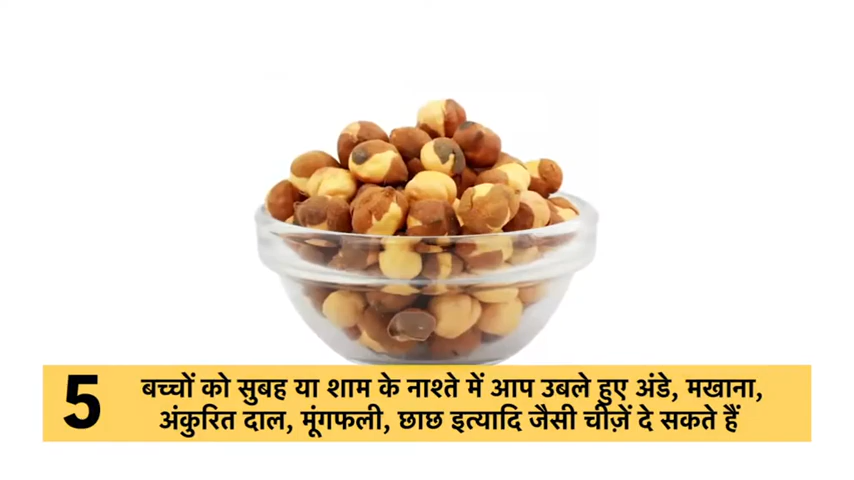 5
बच्चों को सुबह या शाम के नाश्ते में आप उबले हुए अंडे, मखाना,
अंकुरित दाल, मूंगफली, छाछ इत्यादि जैसी चीज़ें दे सकते हैं